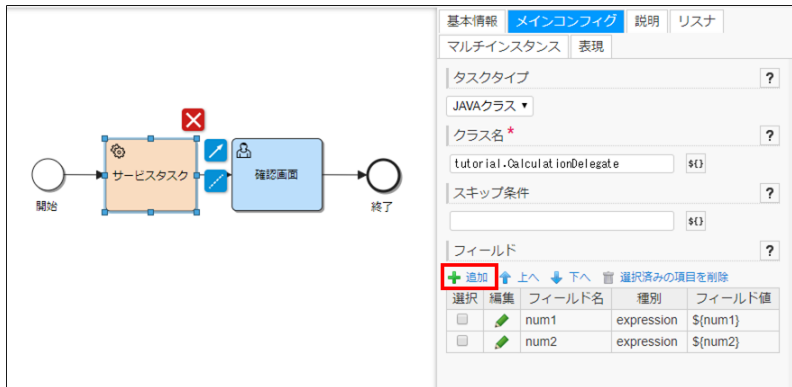 サービスタスク
確認画面
開始
終了
基本情報 メインコンフィグ 説明 リスナ
マルチインスタンス 表現
タスクタイプ ?
JAVAクラス ▼
クラス名 * ?
tutorial.CalculationDelegate ${}
スキップ条件 ?
${}
フィールド ?
追加 上へ 下へ 選択済みの項目を削除
選択 編集 フィールド名 種別 フィールド値
num1 expression ${num1}
num2 expression ${num2}